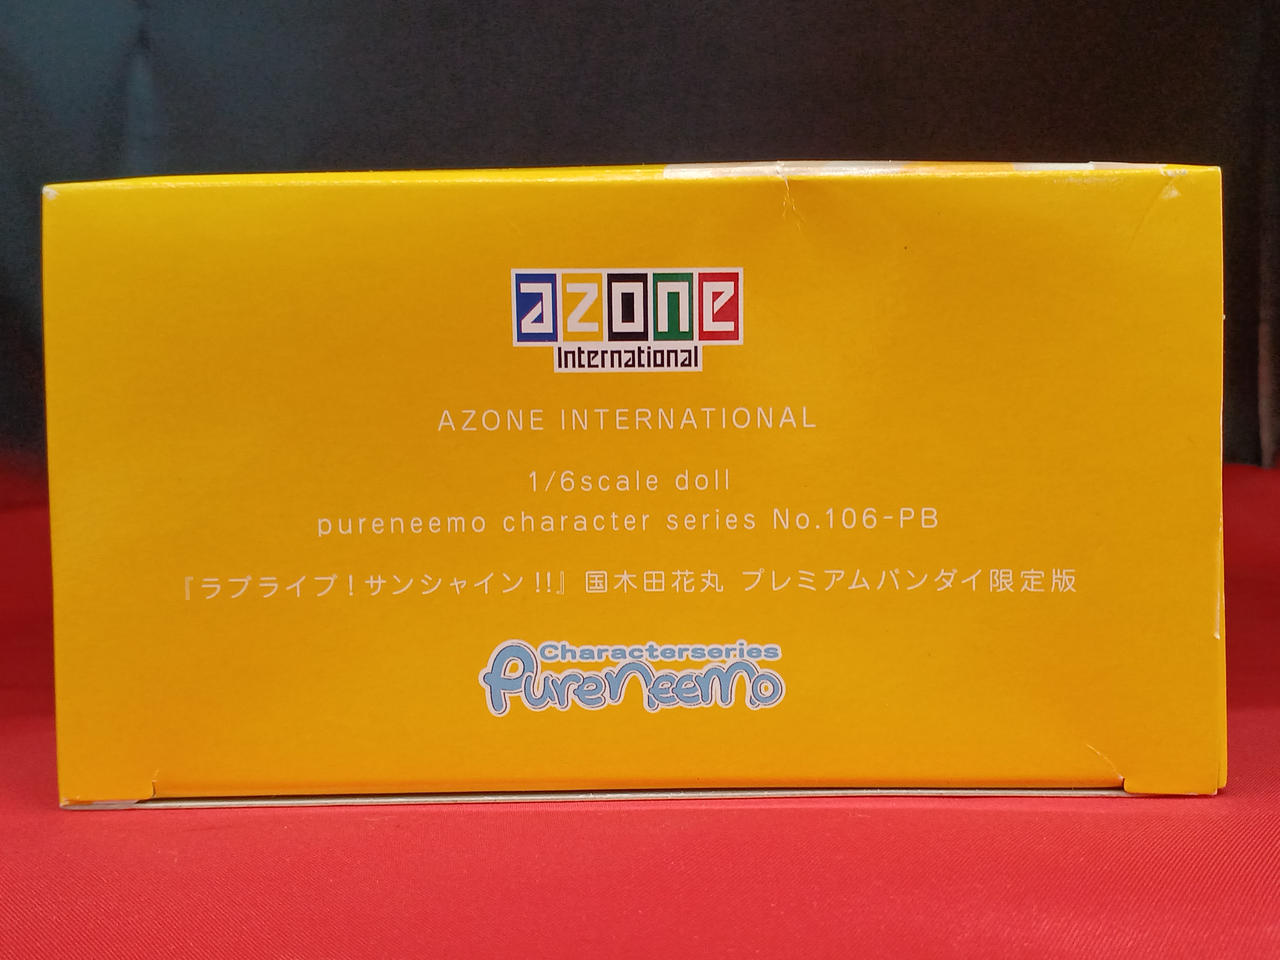 azone
International
AZONE INTERNATIONAL
1/6scale doll
pureneemo character series No.106-PB
『ラブライブ！サンシャイン!!』国木田花丸 プレミアムバンダイ限定版
Characterseries
PureNeemo